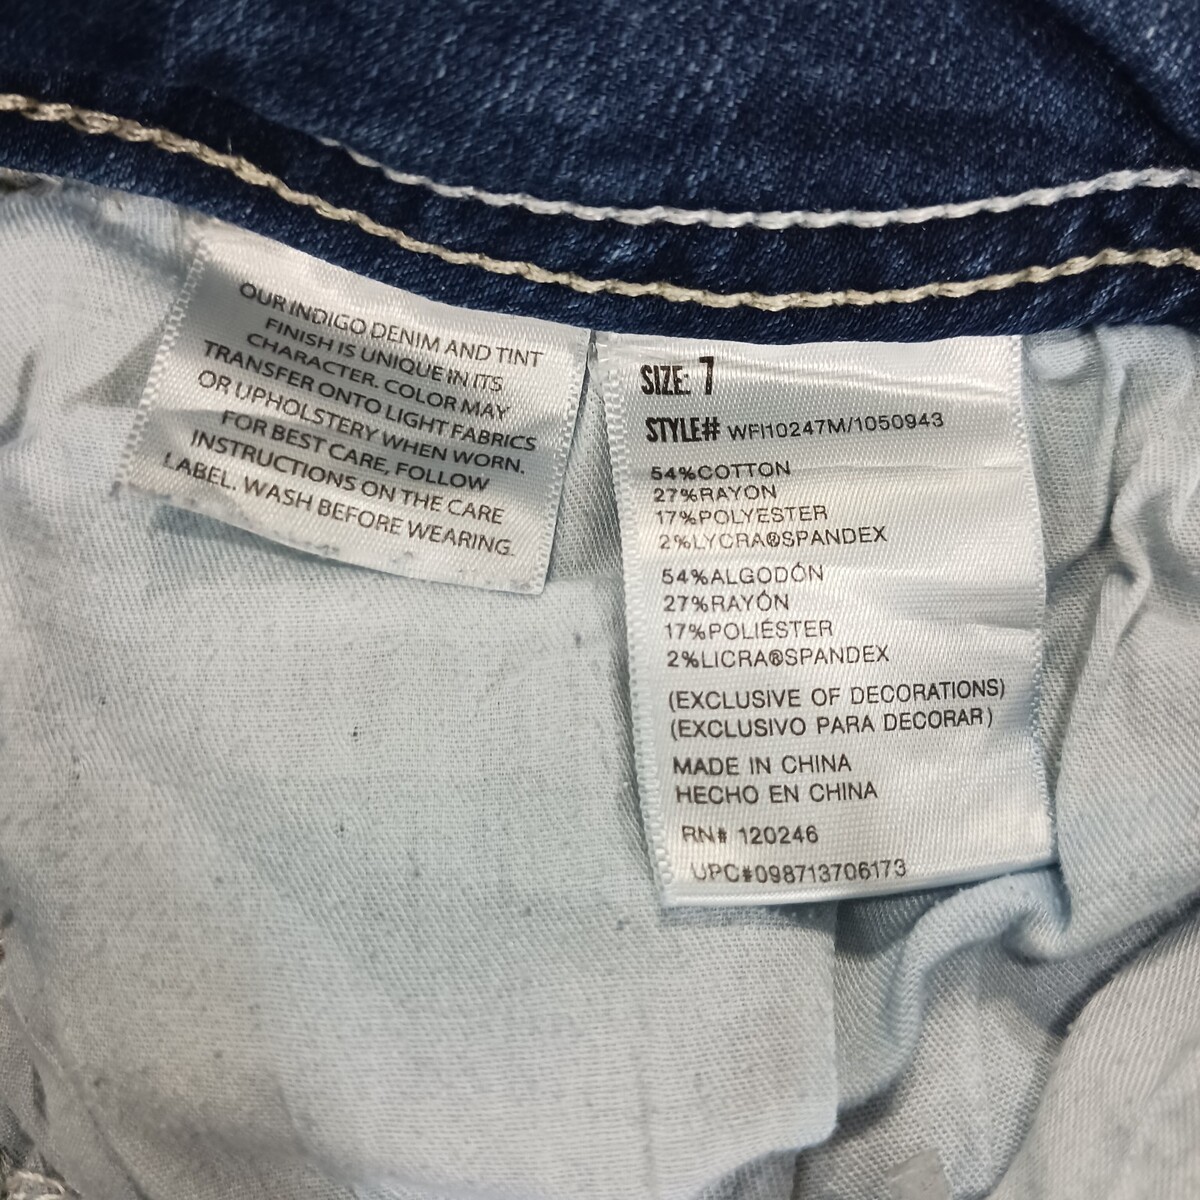 OUR INDIGO DENIM AND TINT
FINISH IS UNIQUE IN ITS
CHARACTER. COLOR MAY
TRANSFER ONTO LIGHT FABRICS
OR UPHOLSTERY WHEN WORN.
FOR BEST CARE, FOLLOW
INSTRUCTIONS ON THE CARE
LABEL. WASH BEFORE WEARING.
SIZE: 7
STYLE# WFI10247M/1050943
54%COTTON
27%RAYON
17%POLYESTER
2%LYCRA®SPANDEX
54%ALGODÓN
27%RAYÓN
17%POLIÉSTER
2%LICRA®SPANDEX
(EXCLUSIVE OF DECORATIONS)
(EXCLUSIVO PARA DECORAR)
MADE IN CHINA
HECHO EN CHINA
RN# 120246
UPC#098713706173